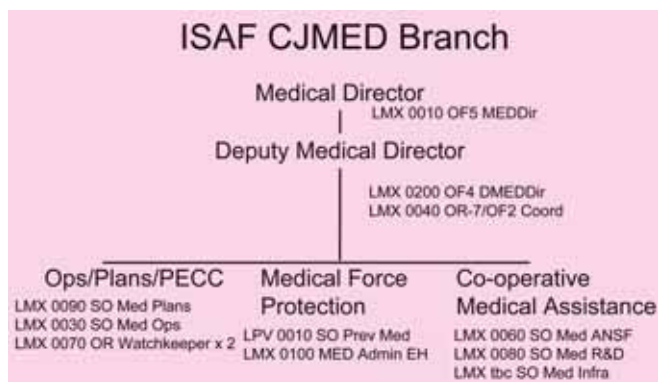 ISAF CJMED Branch
Medical Director
LMX 0010 OF5 MEDDir
Deputy Medical Director
LMX 0200 OF4 DMEDDir
LMX 0040 OR-7/OF2 Coord
Ops/Plans/PECC
LMX 0090 SO Med Plans
LMX 0030 SO Med Ops
LMX 0070 OR Watchkeeper x 2
Medical Force
Protection
LPV 0010 SO Prev Med
LMX 0100 MED Admin EH
Co-operative
Medical Assistance
LMX 0060 SO Med ANSF
LMX 0080 SO Med R&D
LMX tbc SO Med Infra